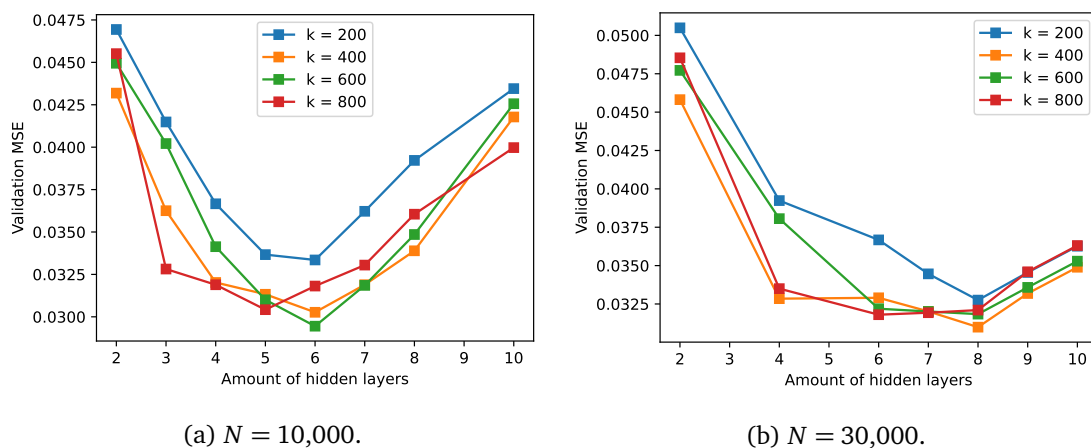 0.0475
0.0450
0.0425
0.0400
0.0375
0.0350
0.0325
0.0300
Validation MSE
k = 200
k = 400
k = 600
k = 800
2 3 4 5 6 7 8 9 10
Amount of hidden layers
(a) N = 10,000.
0.0500
0.0475
0.0450
0.0425
0.0400
0.0375
0.0350
0.0325
Validation MSE
k = 200
k = 400
k = 600
k = 800
2 3 4 5 6 7 8 9 10
Amount of hidden layers
(b) N = 30,000.